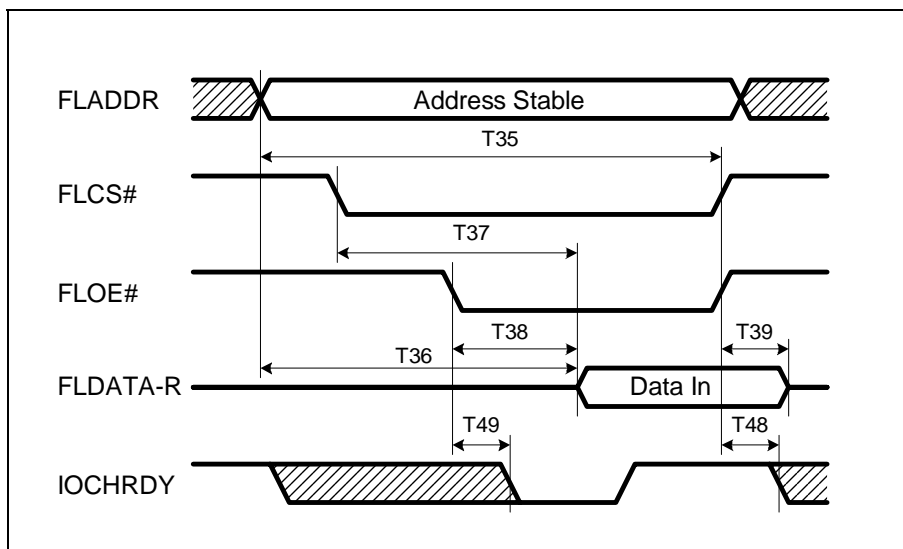 FLADDR
Address Stable
T35
FLCS#
T37
FLOE#
T38
T39
T36
FLDATA-R
Data In
T49
T48
IOCHRDY